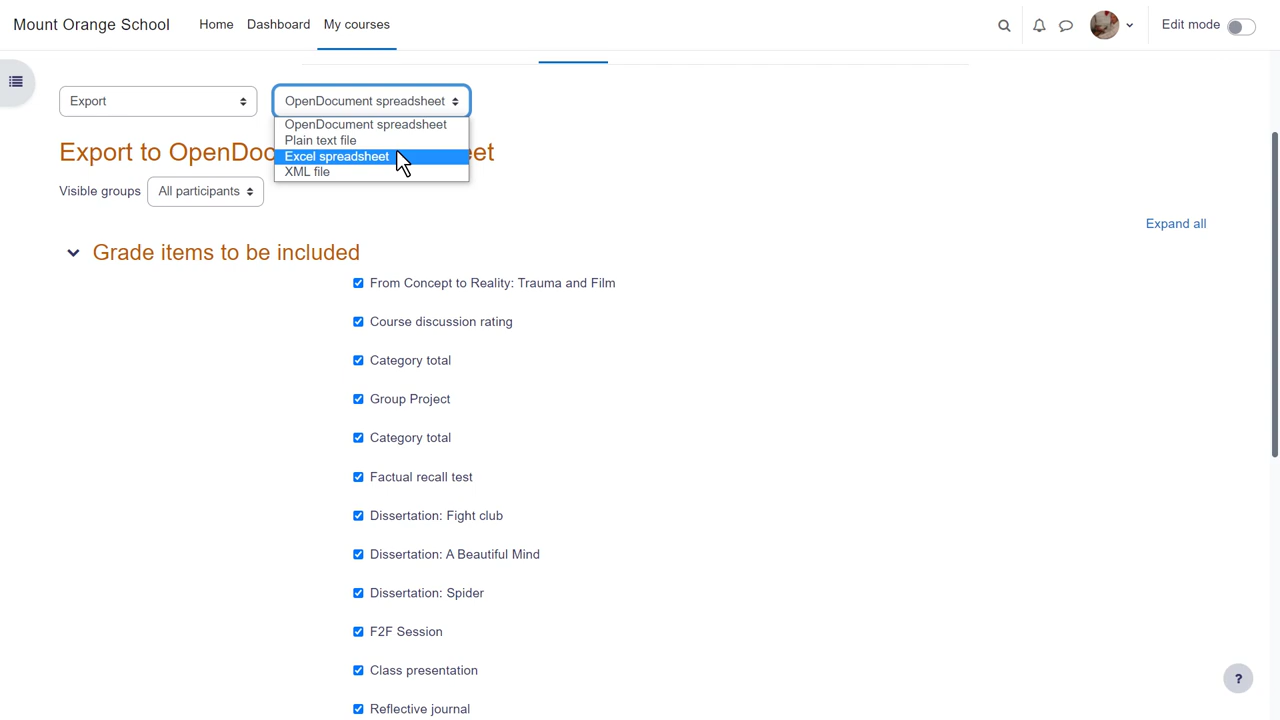 Mount Orange School
Home Dashboard My courses
Edit mode
Export
OpenDocument spreadsheet
OpenDocument spreadsheet
Plain text file
Excel spreadsheet
XML file
Export to OpenDoc et
Visible groups All participants
Expand all
Grade items to be included
From Concept to Reality: Trauma and Film
Course discussion rating
Category total
Group Project
Category total
Factual recall test
Dissertation: Fight club
Dissertation: A Beautiful Mind
Dissertation: Spider
F2F Session
Class presentation
Reflective journal
?